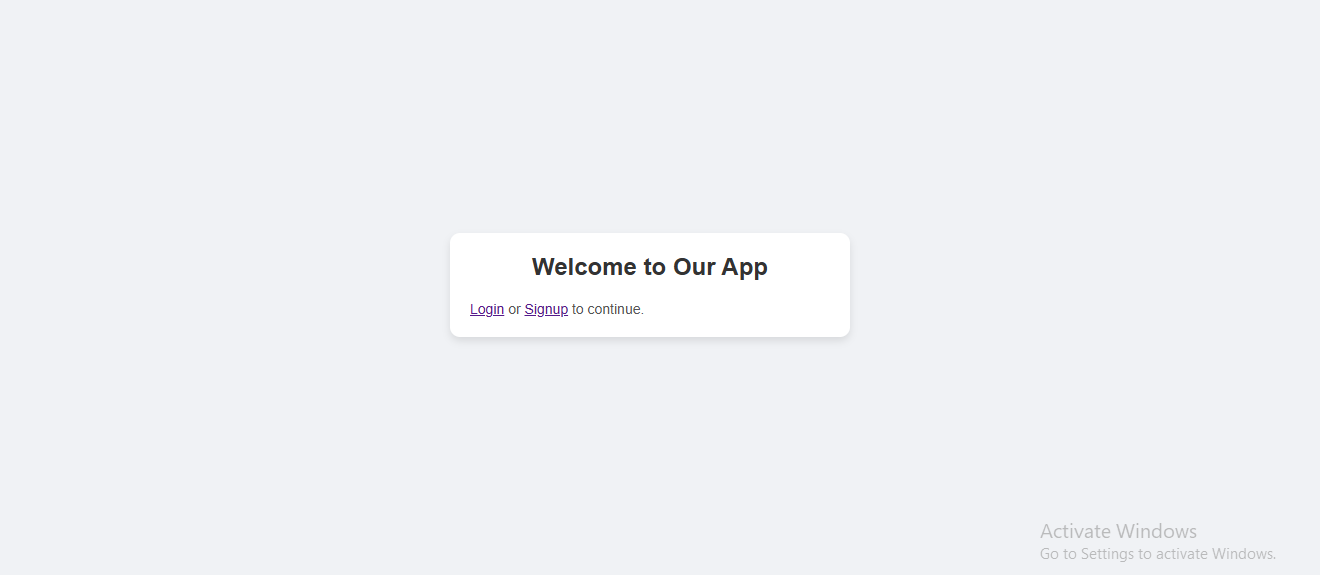 Welcome to Our App
Login or Signup to continue.
Activate Windows
Go to Settings to activate Windows.